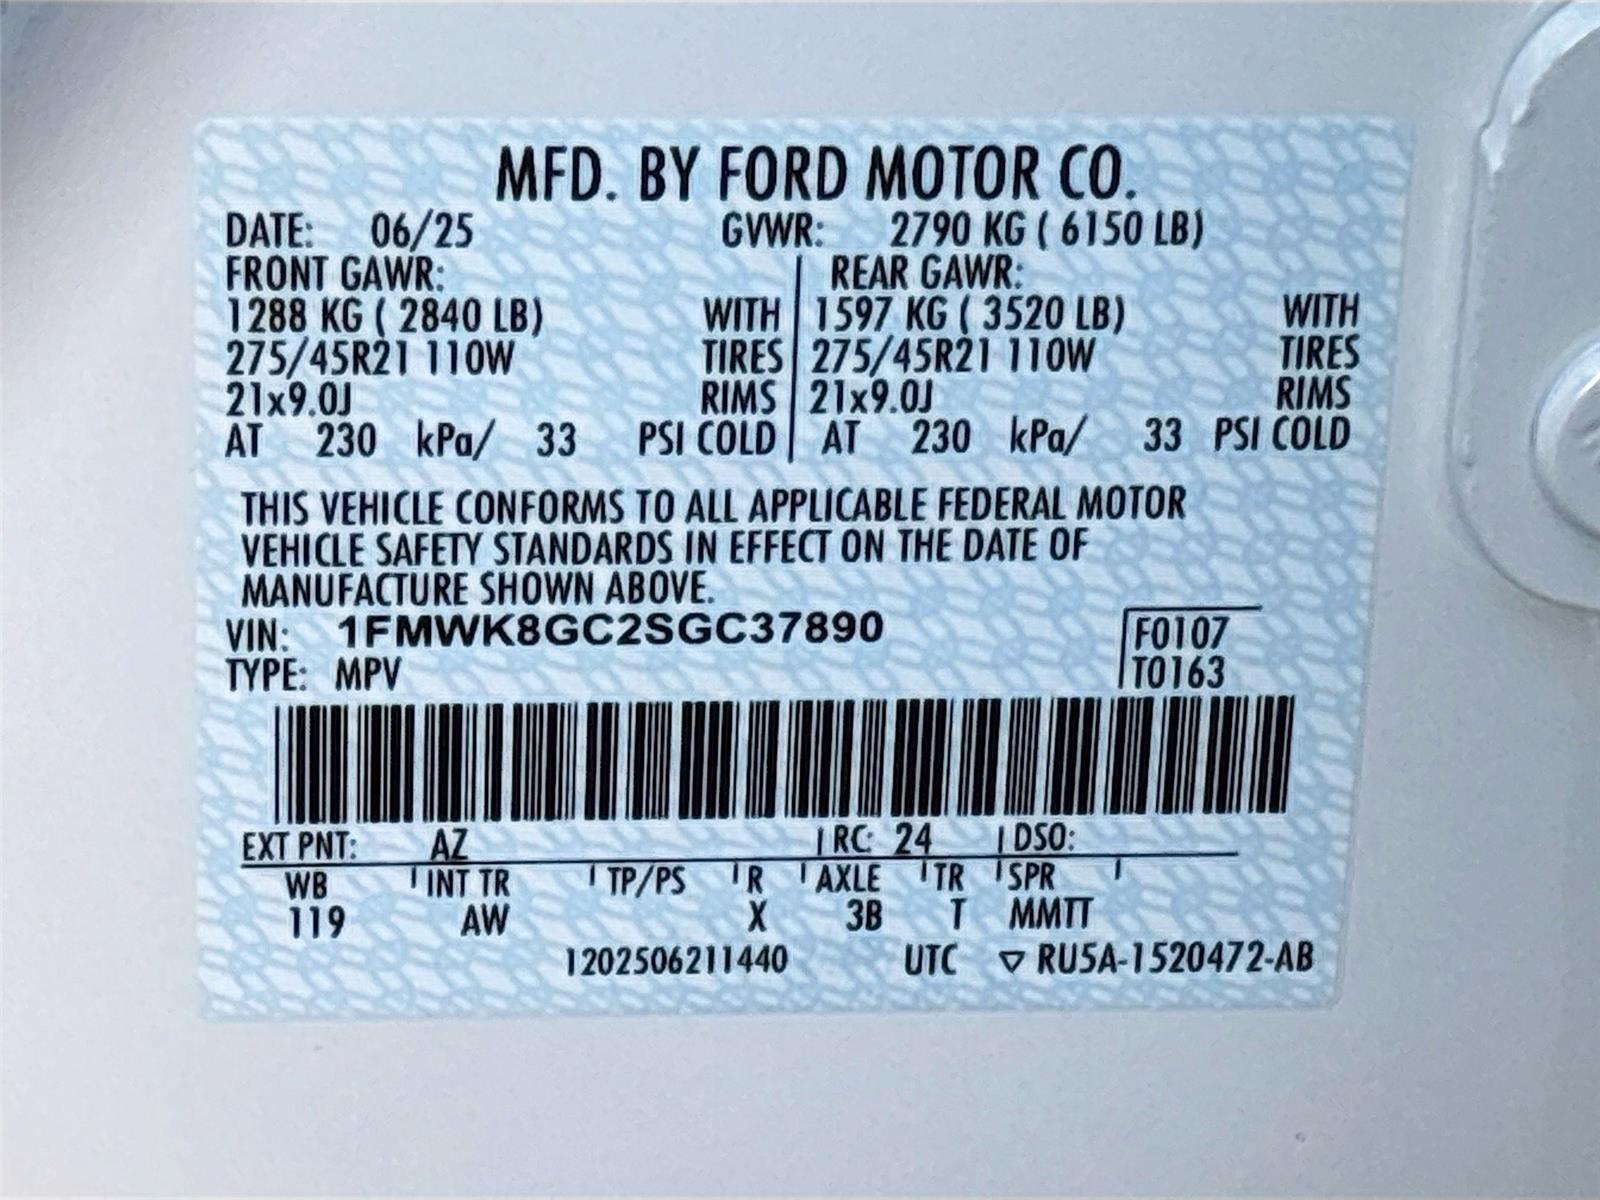 MFD. BY FORD MOTOR CO.
DATE: 06/25 GVWR: 2790 KG ( 6150 LB)
FRONT GAWR: REAR GAWR:
1288 KG ( 2840 LB) WITH 1597 KG ( 3520 LB) WITH
275/45R21 110W TIRES 275/45R21 110W TIRES
21x9.0J RIMS 21x9.0J RIMS
AT 230 kPa/ 33 PSI COLD AT 230 kPa/ 33 PSI COLD
THIS VEHICLE CONFORMS TO ALL APPLICABLE FEDERAL MOTOR
VEHICLE SAFETY STANDARDS IN EFFECT ON THE DATE OF
MANUFACTURE SHOWN ABOVE.
VIN: 1FMWK8GC2SGC37890 F0107
TYPE: MPV T0163
EXT PNT: AZ RC: 24 DSO:
WB INT TR TP/PS R AXLE TR SPR
119 AW X 3B T MMTT
1202506211440 UTC ▽ RU5A-1520472-AB